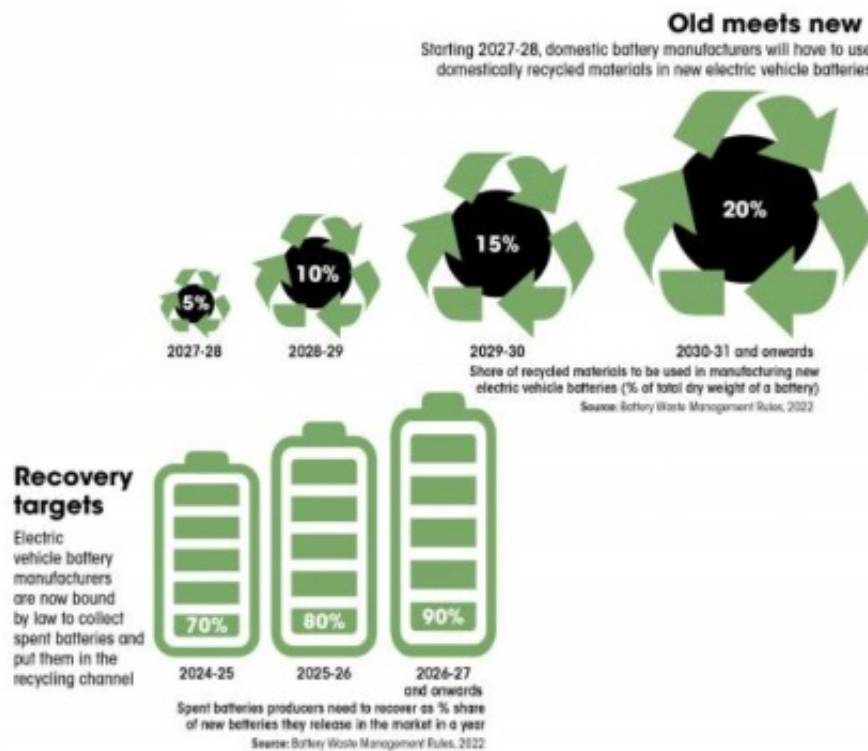 Old meets new
Starting 2027-28, domestic battery manufacturers will have to use
domestically recycled materials in new electric vehicle batteries
5%
10%
15%
20%
2027-28
2028-29
2029-30
2030-31 and onwards
Share of recycled materials to be used in manufacturing new
electric vehicle batteries (% of total dry weight of a battery)
Source: Battery Waste Management Rules, 2022
Recovery
targets
Electric
vehicle battery
manufacturers
are now bound
by law to collect
spent batteries and
put them in the
recycling channel
70%
80%
90%
2024-25
2025-26
2026-27
and onwards
Spent batteries producers need to recover as % share
of new batteries they release in the market in a year
Source: Battery Waste Management Rules, 2022